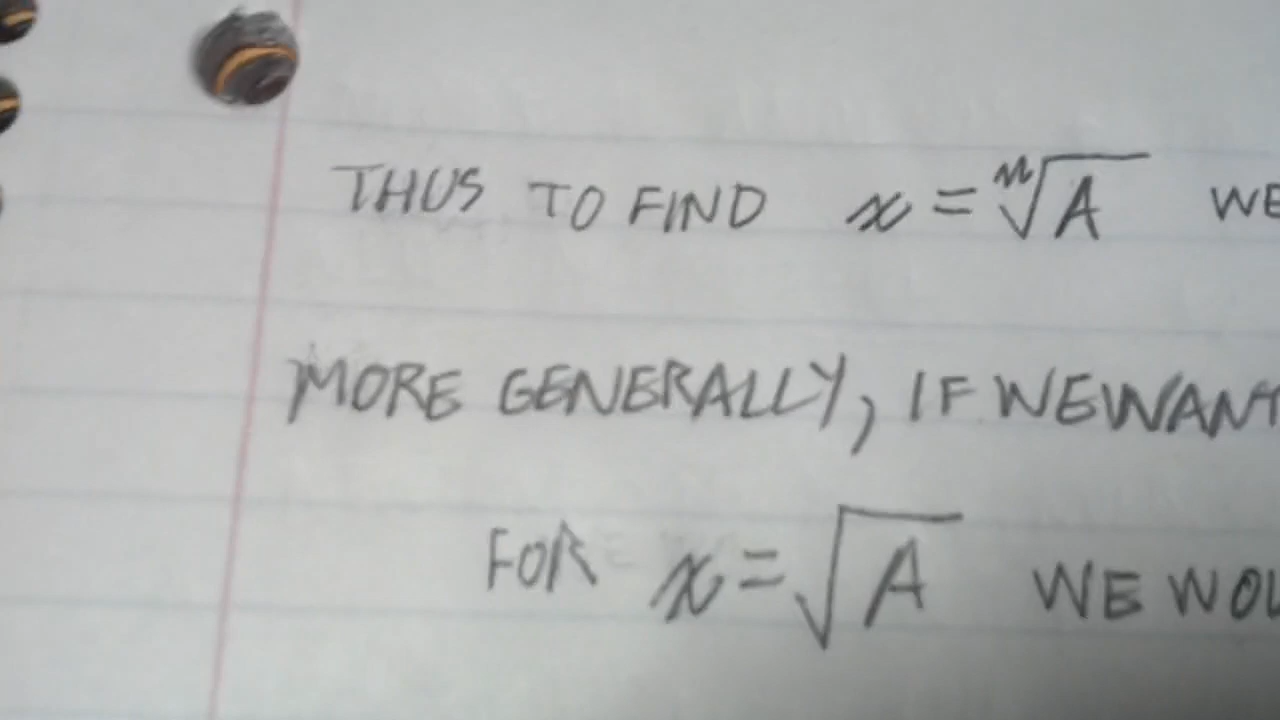 THUS TO FIND x = ⁿ√A WE
MORE GENERALLY, IF WE WANT
FOR x = √A WE WOU